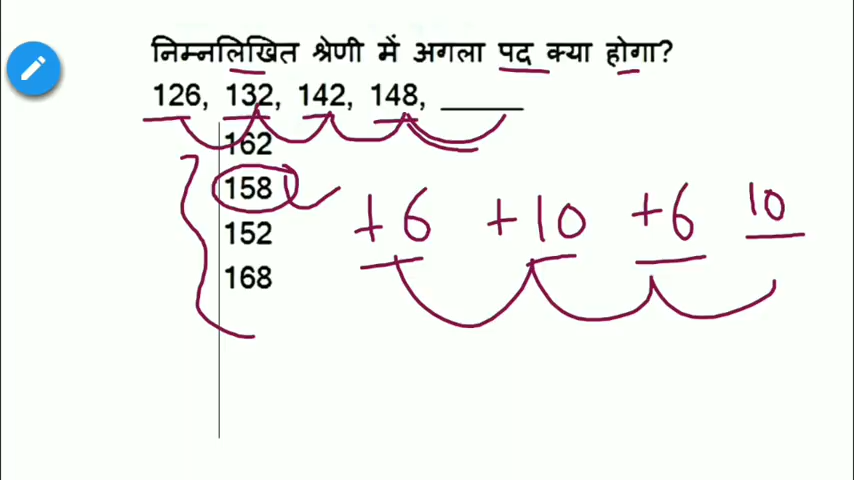 निम्नलिखित श्रेणी में अगला पद क्या होगा?
126, 132, 142, 148, ______
162
158
152
168
+6 +10 +6 10